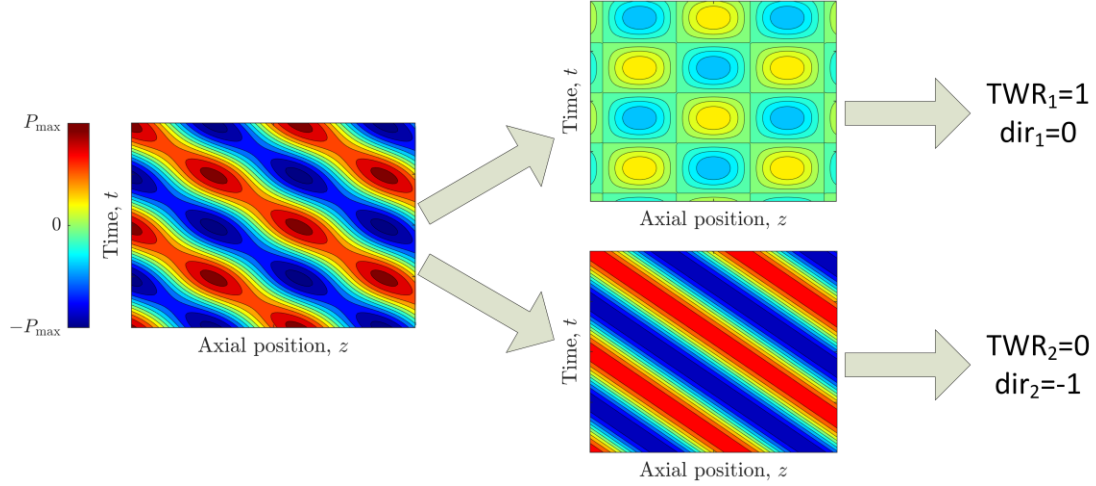 P_max
0
−P_max
Time, t
Axial position, z
Time, t
Axial position, z
TWR₁=1
dir₁=0
Time, t
Axial position, z
TWR₂=0
dir₂=-1